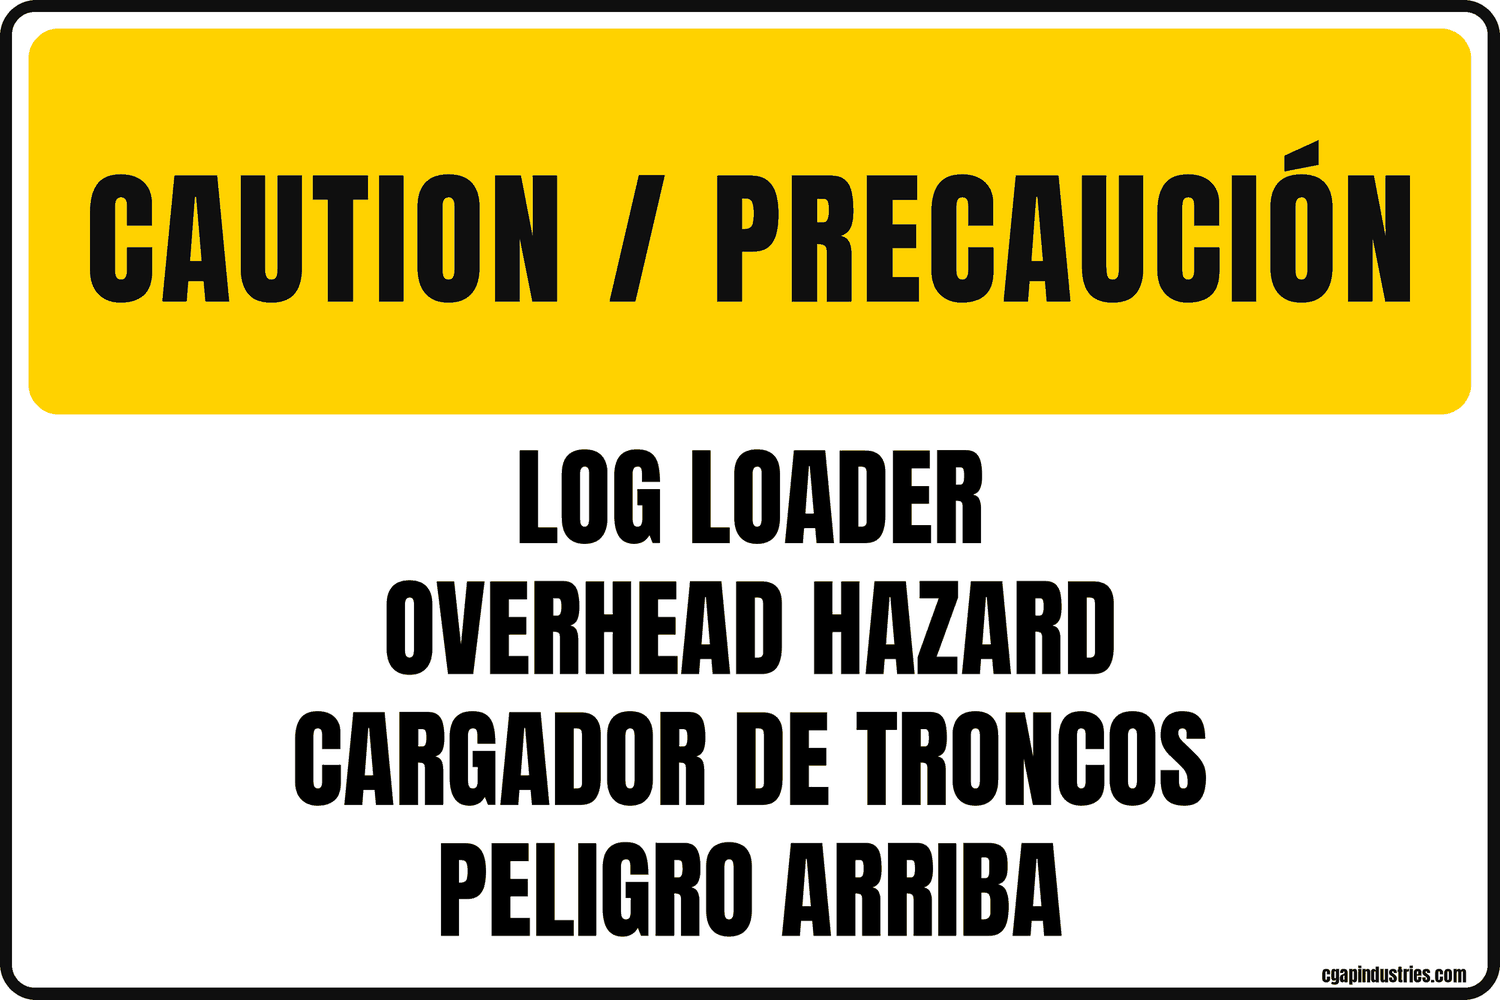 CAUTION / PRECAUCIÓN
LOG LOADER
OVERHEAD HAZARD
CARGADOR DE TRONCOS
PELIGRO ARRIBA
cgapindustries.com